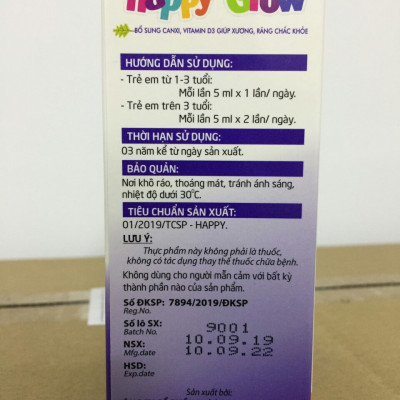 Happy Grow
BỔ SUNG CANXI, VITAMIN D3 GIÚP XƯƠNG, RĂNG CHẮC KHỎE
HƯỚNG DẪN SỬ DỤNG:
- Trẻ em từ 1-3 tuổi:
Mỗi lần 5 ml x 1 lần/ ngày.
- Trẻ em trên 3 tuổi:
Mỗi lần 5 ml x 2 lần/ ngày.
THỜI HẠN SỬ DỤNG:
03 năm kể từ ngày sản xuất.
BẢO QUẢN:
Nơi khô ráo, thoáng mát, tránh ánh sáng,
nhiệt độ dưới 30°C.
TIÊU CHUẨN SẢN XUẤT:
01/2019/TCSP - HAPPY.
LƯU Ý:
Thực phẩm này không phải là thuốc,
không có tác dụng thay thế thuốc chữa bệnh.
Không dùng cho người mẫn cảm với bất kỳ
thành phần nào của sản phẩm.
Số ĐKSP: 7894/2019/ĐKSP
Reg.No.
Số lô SX: 9001
Batch No.
NSX: 10.09.19
Mfg.date 10.09.22
HSD:
Exp.date
Sản xuất bởi: